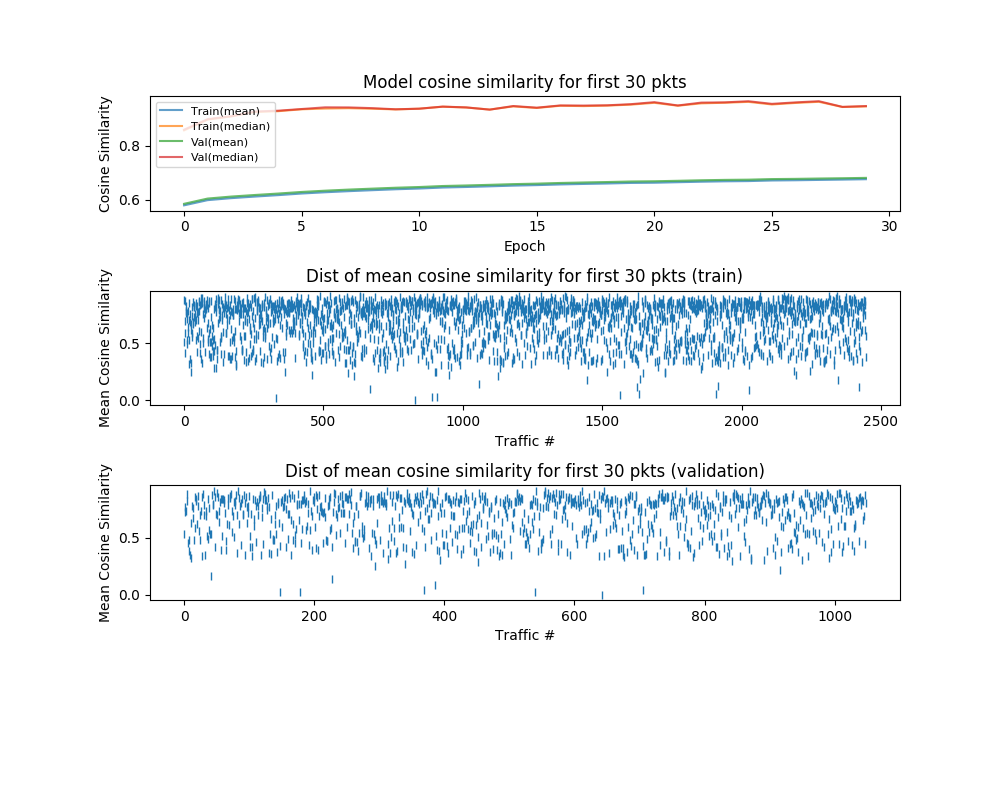 Model cosine similarity for first 30 pkts
Cosine Similarity
0.8
0.6
Train(mean)
Train(median)
Val(mean)
Val(median)
0 5 10 15 20 25 30
Epoch
Dist of mean cosine similarity for first 30 pkts (train)
Mean Cosine Similarity
0.5
0.0
0 500 1000 1500 2000 2500
Traffic #
Dist of mean cosine similarity for first 30 pkts (validation)
Mean Cosine Similarity
0.5
0.0
0 200 400 600 800 1000
Traffic #